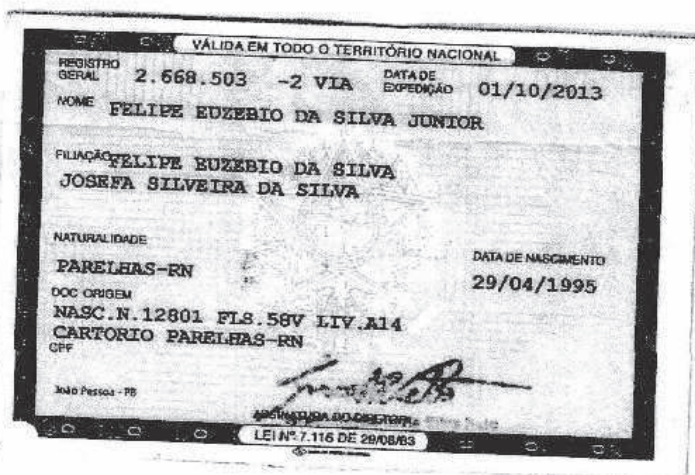 VÁLIDA EM TODO O TERRITÓRIO NACIONAL
REGISTRO GERAL 2.668.503 -2 VIA DATA DE EXPEDIÇÃO 01/10/2013
NOME FELIPE EUZEBIO DA SILVA JUNIOR
FILIAÇÃO FELIPE EUZEBIO DA SILVA
JOSEFA SILVEIRA DA SILVA
NATURALIDADE DATA DE NASCIMENTO
PARELHAS-RN 29/04/1995
DOC ORIGEM
NASC.N.12801 FLS.58V LIV.A14
CARTORIO PARELHAS-RN
CPF
João Pessoa - PB
ASSINATURA DO DIRETOR
LEI Nº 7.116 DE 29/08/83